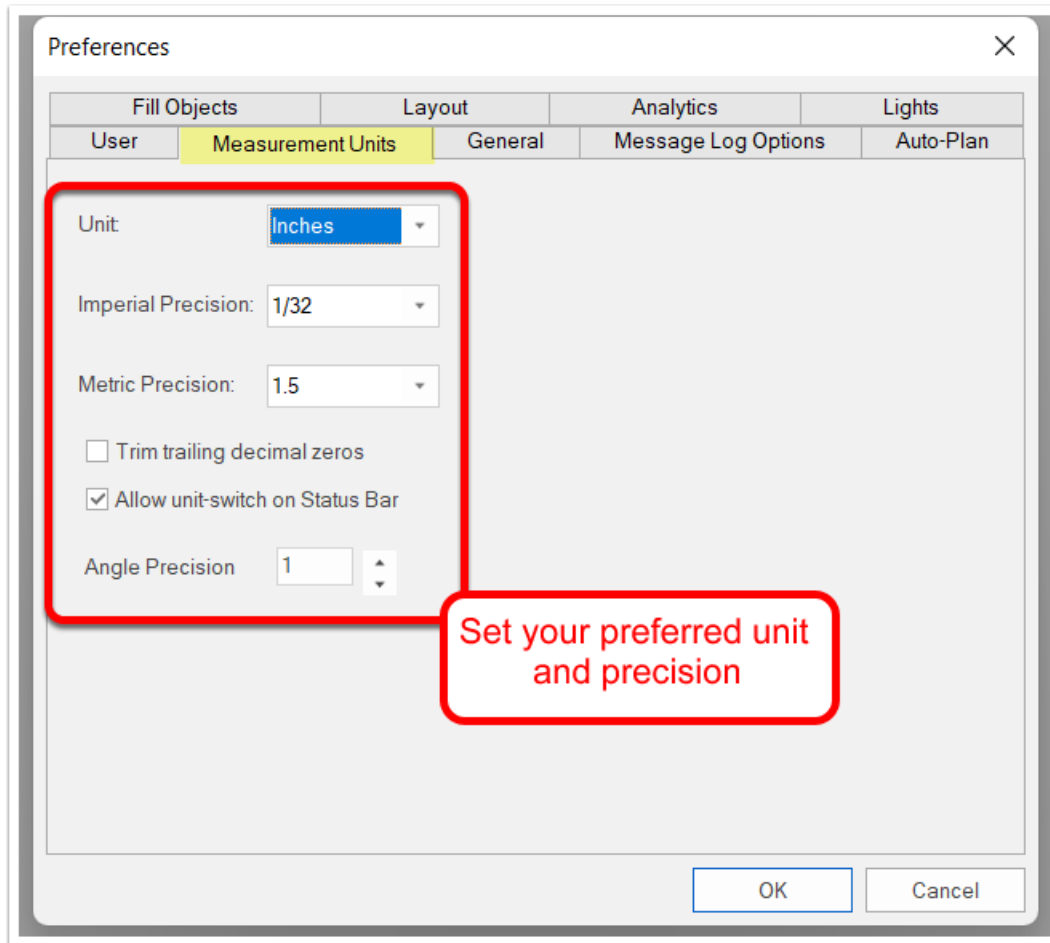 Preferences
Fill Objects Layout Analytics Lights
User Measurement Units General Message Log Options Auto-Plan
Unit: Inches
Imperial Precision: 1/32
Metric Precision: 1.5
Trim trailing decimal zeros
Allow unit-switch on Status Bar
Angle Precision 1
Set your preferred unit
and precision
OK Cancel